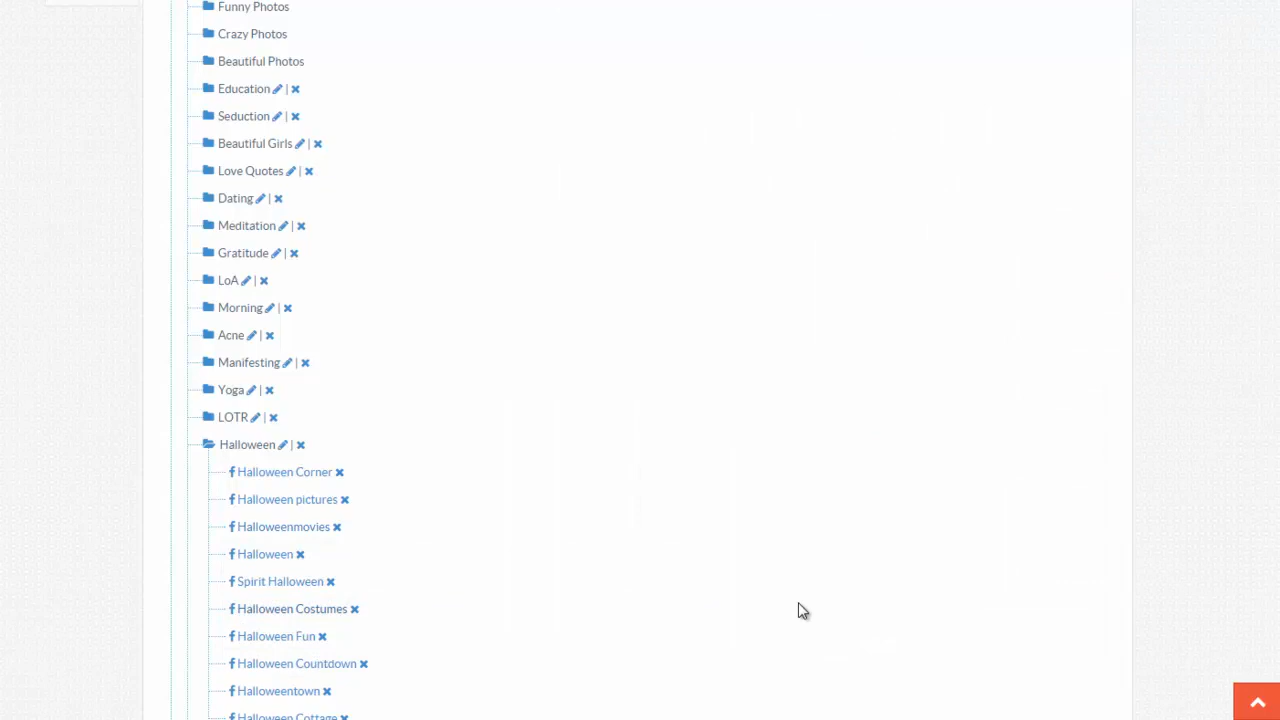 Funny Photos
Crazy Photos
Beautiful Photos
Education |
Seduction |
Beautiful Girls |
Love Quotes |
Dating |
Meditation |
Gratitude |
LoA |
Morning |
Acne |
Manifesting |
Yoga |
LOTR |
Halloween |
Halloween Corner
Halloween pictures
Halloweenmovies
Halloween
Spirit Halloween
Halloween Costumes
Halloween Fun
Halloween Countdown
Halloweentown
Halloween Cottage